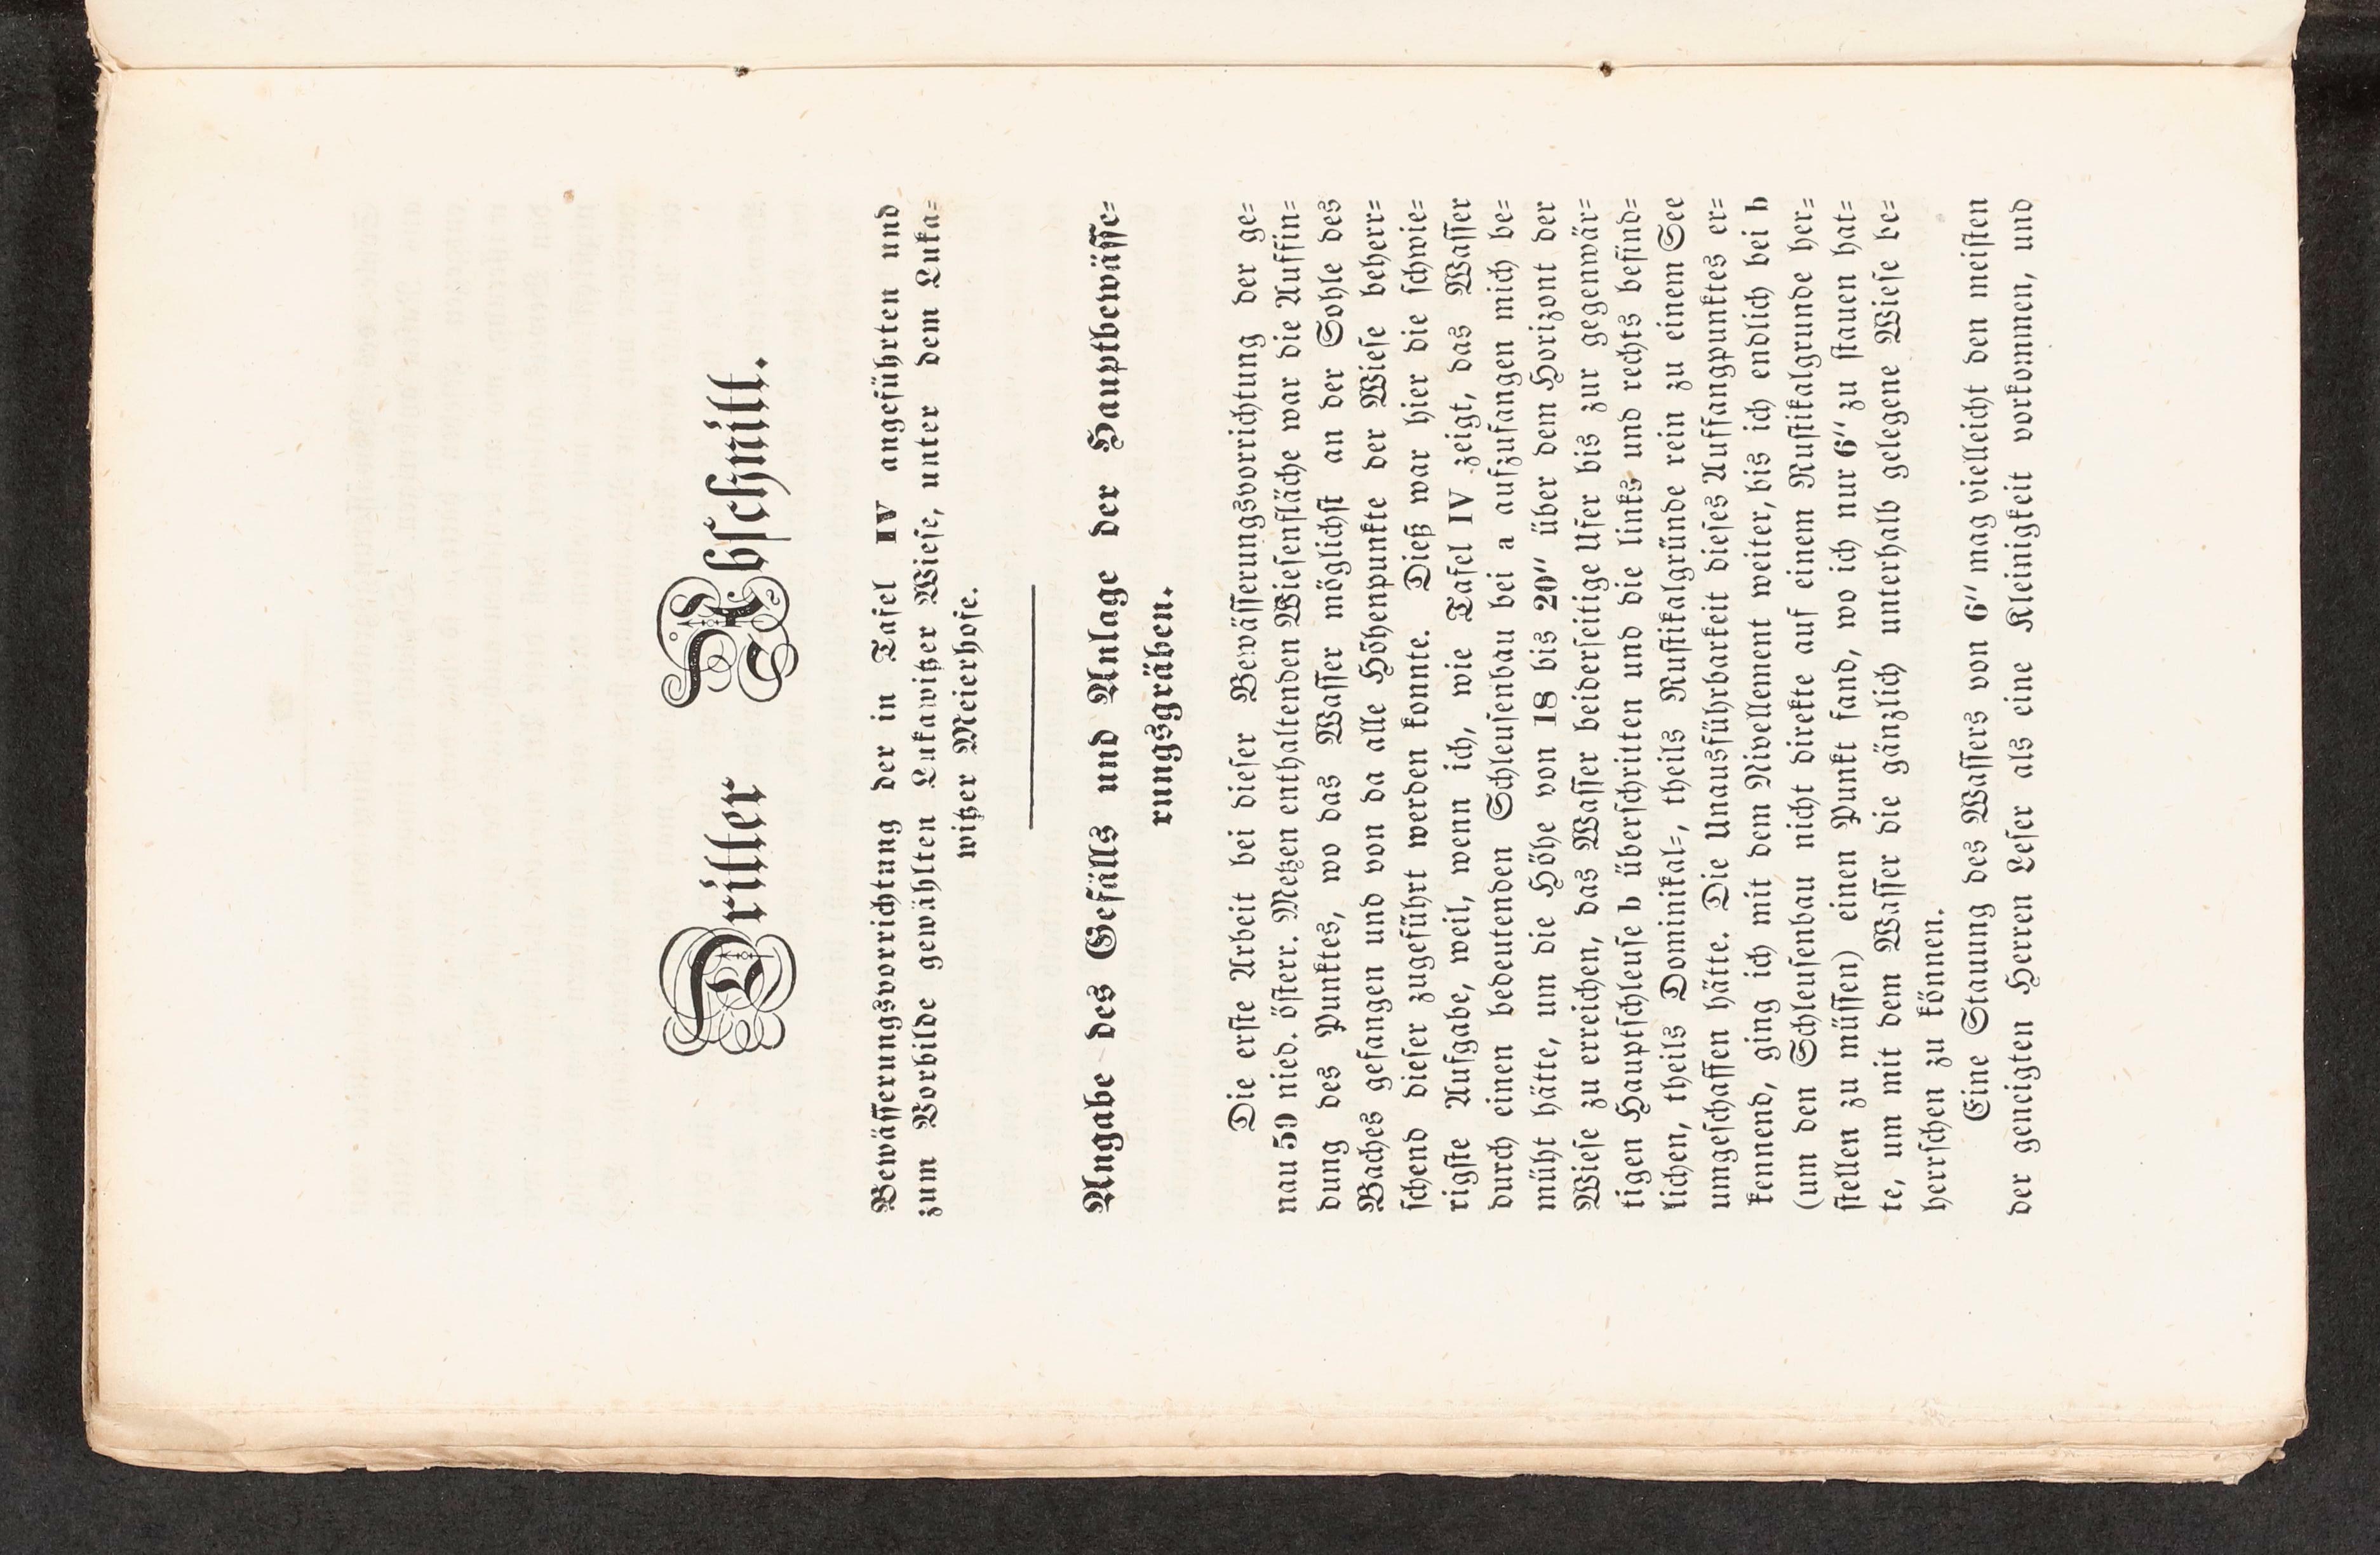 Dritter Abschnitt.
Bewässerungsvorrichtung der in Tafel IV angeführten und
zum Vorbilde gewählten Lukawitzer Wiese, unter dem Luka=
witzer Meierhofe.
Angabe des Gefälls und Anlage der Hauptbewässe=
rungsgräben.
Die erste Arbeit bei dieser Bewässerungsvorrichtung der ge=
nau 59 nied. österr. Metzen enthaltenden Wiesenfläche war die Auffin=
dung des Punktes, wo das Wasser möglichst an der Sohle des
Baches gefangen und von da alle Höhenpunkte der Wiese beherr=
schend dieser zugeführt werden konnte. Dieß war hier die schwie=
rigste Aufgabe, weil, wenn ich, wie Tafel IV zeigt, das Wasser
durch einen bedeutenden Schleusenbau bei a aufzufangen mich be=
müht hätte, um die Höhe von 18 bis 20″ über dem Horizont der
Wiese zu erreichen, das Wasser beiderseitige Ufer bis zur gegenwär=
tigen Hauptschleuse b überschritten und die links und rechts befind=
lichen, theils Dominikal=, theils Rustikalgründe rein zu einem See
umgeschaffen hätte. Die Unausführbarkeit dieses Auffangpunktes er=
kennend, ging ich mit dem Nivellement weiter, bis ich endlich bei b
(um den Schleusenbau nicht direkte auf einem Rustikalgrunde her=
stellen zu müssen) einen Punkt fand, wo ich nur 6″ zu stauen hat=
te, um mit dem Wasser die gänzlich unterhalb gelegene Wiese be=
herrschen zu können.
Eine Stauung des Wassers von 6″ mag vielleicht den meisten
der geneigten Herren Leser als eine Kleinigkeit vorkommen, und